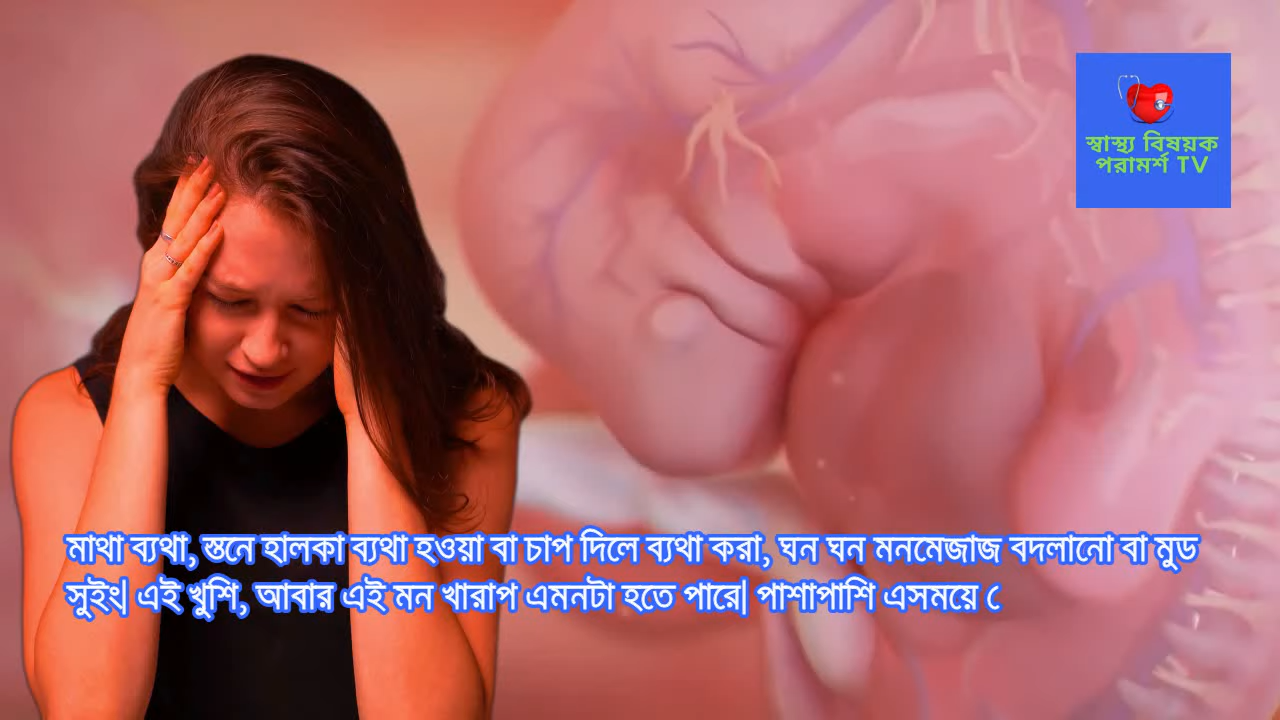 স্বাস্থ্য বিষয়ক
পরামর্শ TV
মাথা ব্যথা, স্তনে হালকা ব্যথা হওয়া বা চাপ দিলে ব্যথা করা, ঘন ঘন মনমেজাজ বদলানো বা মুড
সুইং| এই খুশি, আবার এই মন খারাপ এমনটা হতে পারে| পাশাপাশি এসময়ে ে